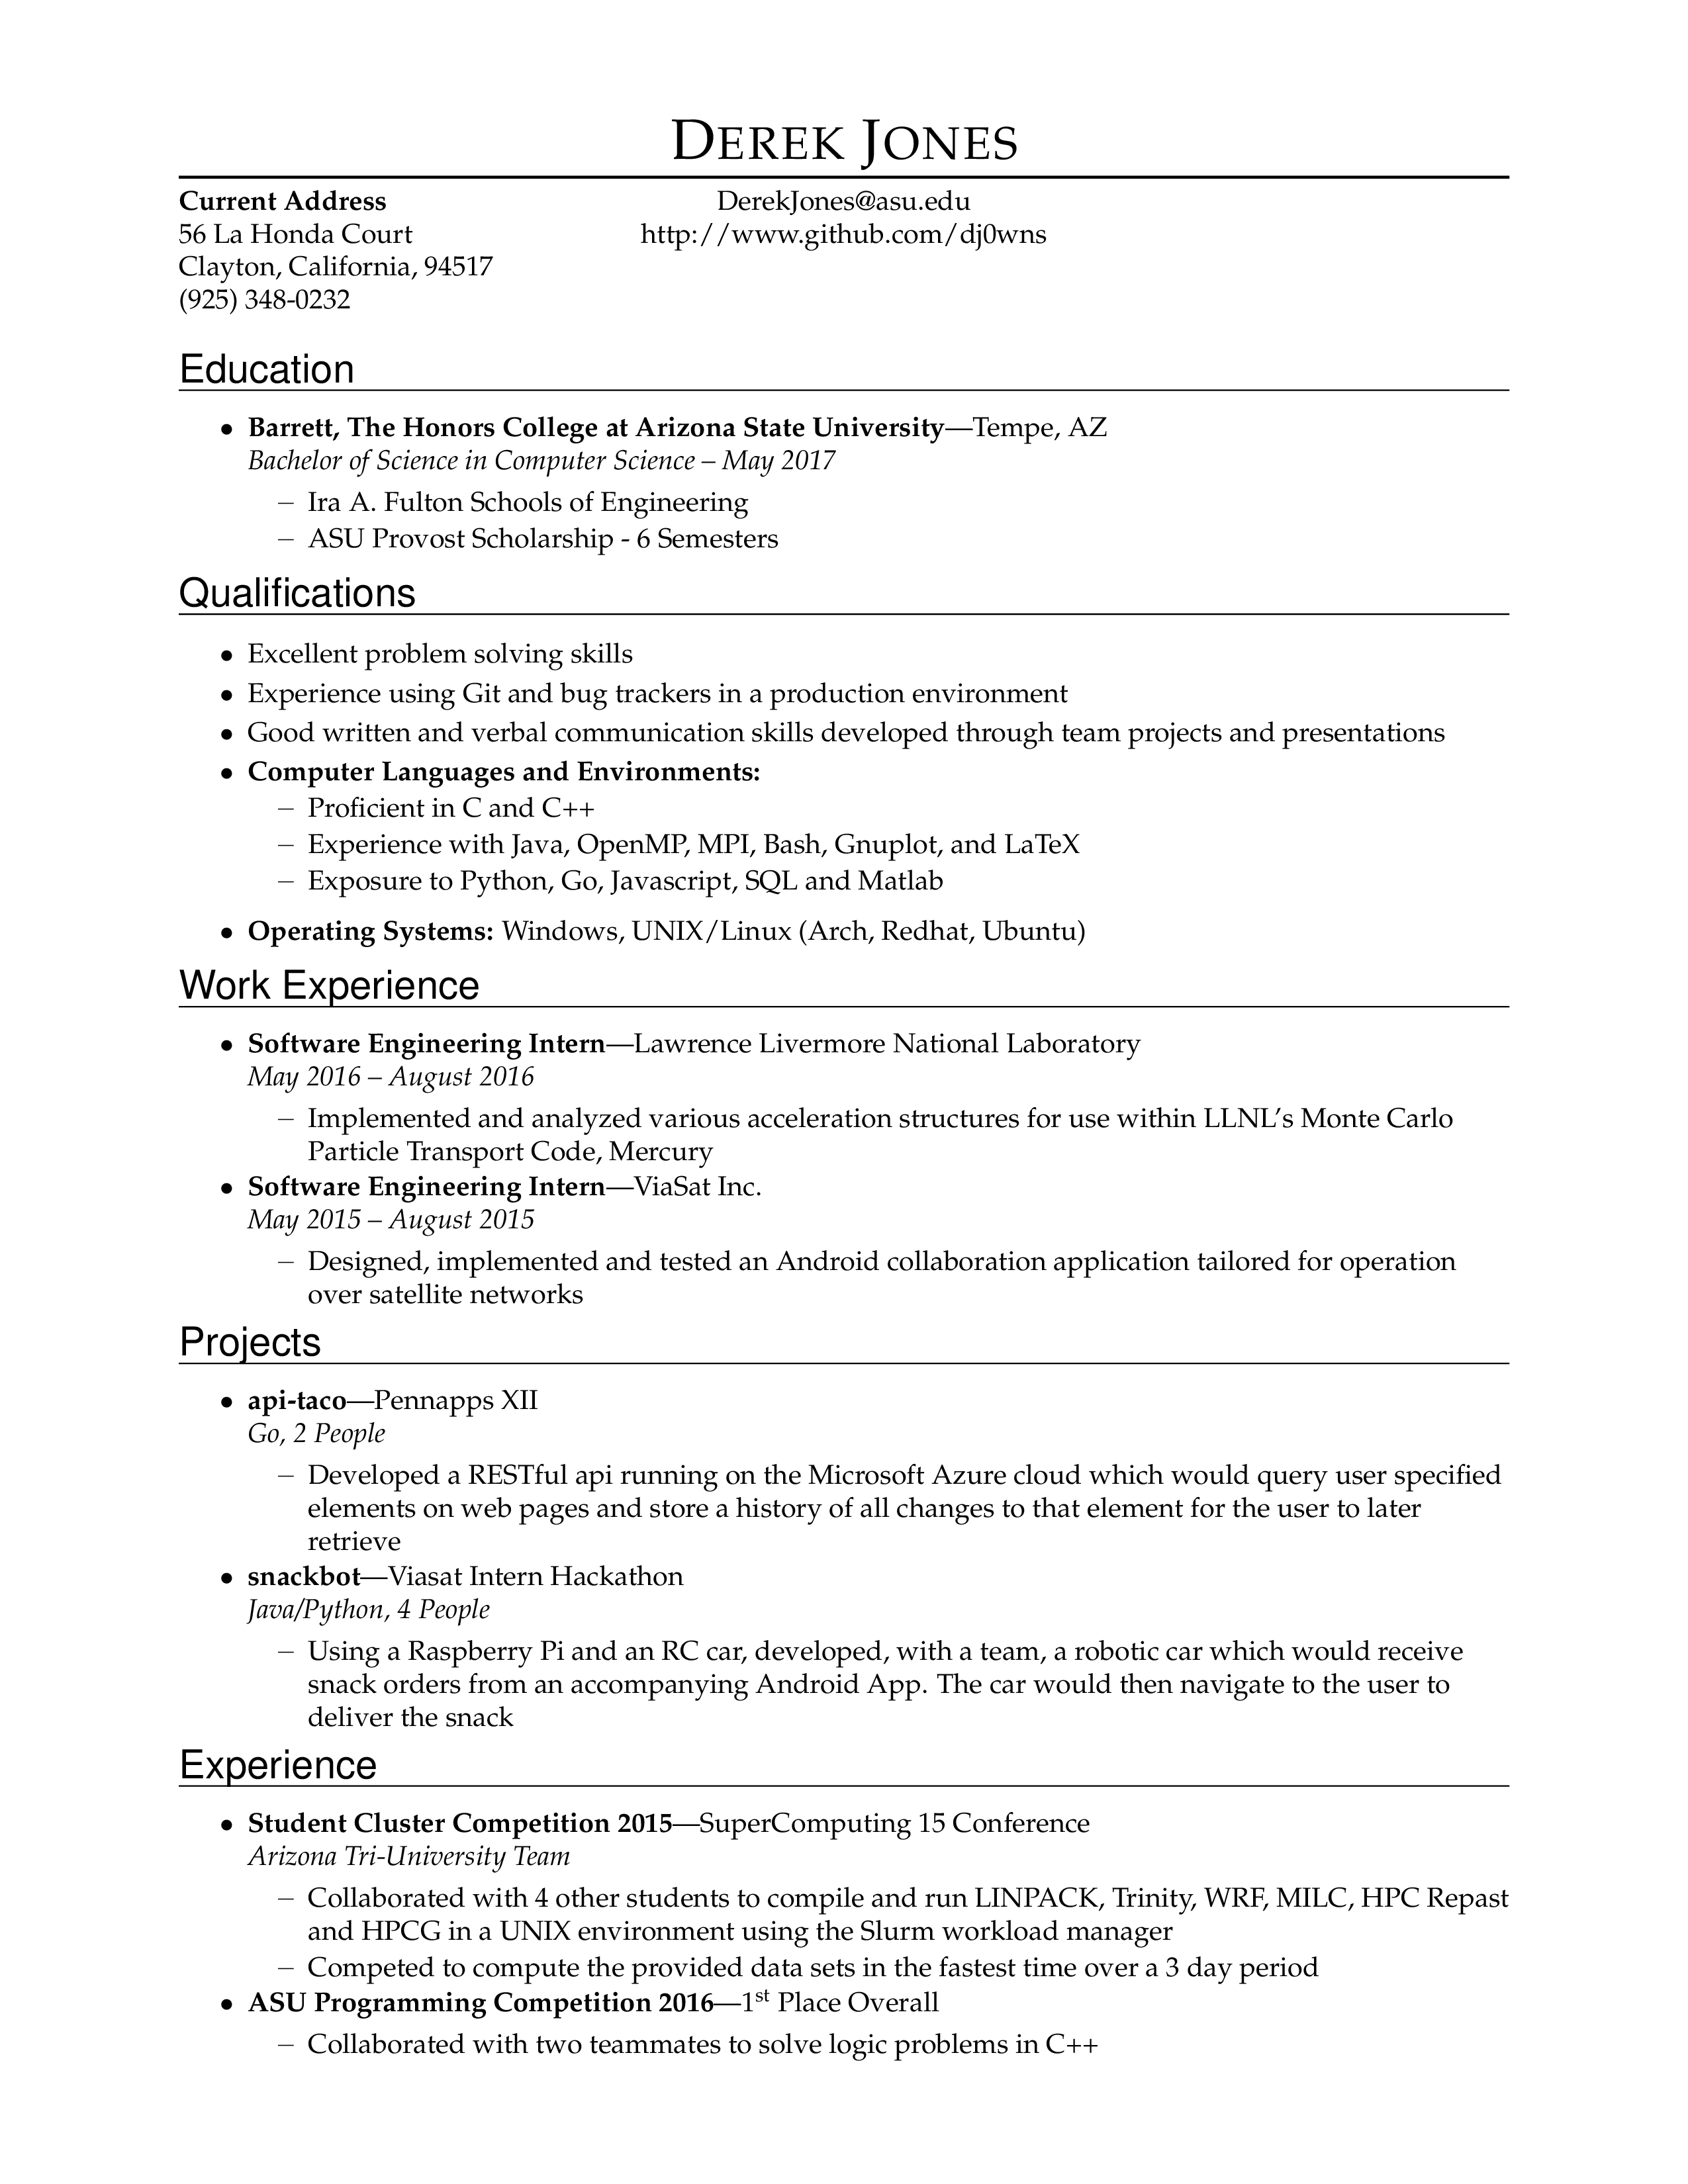 DEREK JONES
Current Address
DerekJones@asu.edu
56 La Honda Court
http://www.github.com/dj0wns
Clayton, California, 94517
(925) 348-0232
Education
• Barrett, The Honors College at Arizona State University—Tempe, AZ
Bachelor of Science in Computer Science – May 2017
– Ira A. Fulton Schools of Engineering
– ASU Provost Scholarship - 6 Semesters
Qualifications
• Excellent problem solving skills
• Experience using Git and bug trackers in a production environment
• Good written and verbal communication skills developed through team projects and presentations
• Computer Languages and Environments:
– Proficient in C and C++
– Experience with Java, OpenMP, MPI, Bash, Gnuplot, and LaTeX
– Exposure to Python, Go, Javascript, SQL and Matlab
• Operating Systems: Windows, UNIX/Linux (Arch, Redhat, Ubuntu)
Work Experience
• Software Engineering Intern—Lawrence Livermore National Laboratory
May 2016 – August 2016
– Implemented and analyzed various acceleration structures for use within LLNL's Monte Carlo
Particle Transport Code, Mercury
• Software Engineering Intern—ViaSat Inc.
May 2015 – August 2015
– Designed, implemented and tested an Android collaboration application tailored for operation
over satellite networks
Projects
• api-taco—Pennapps XII
Go, 2 People
– Developed a RESTful api running on the Microsoft Azure cloud which would query user specified
elements on web pages and store a history of all changes to that element for the user to later
retrieve
• snackbot—Viasat Intern Hackathon
Java/Python, 4 People
– Using a Raspberry Pi and an RC car, developed, with a team, a robotic car which would receive
snack orders from an accompanying Android App. The car would then navigate to the user to
deliver the snack
Experience
• Student Cluster Competition 2015—SuperComputing 15 Conference
Arizona Tri-University Team
– Collaborated with 4 other students to compile and run LINPACK, Trinity, WRF, MILC, HPC Repast
and HPCG in a UNIX environment using the Slurm workload manager
– Competed to compute the provided data sets in the fastest time over a 3 day period
• ASU Programming Competition 2016—1st Place Overall
– Collaborated with two teammates to solve logic problems in C++